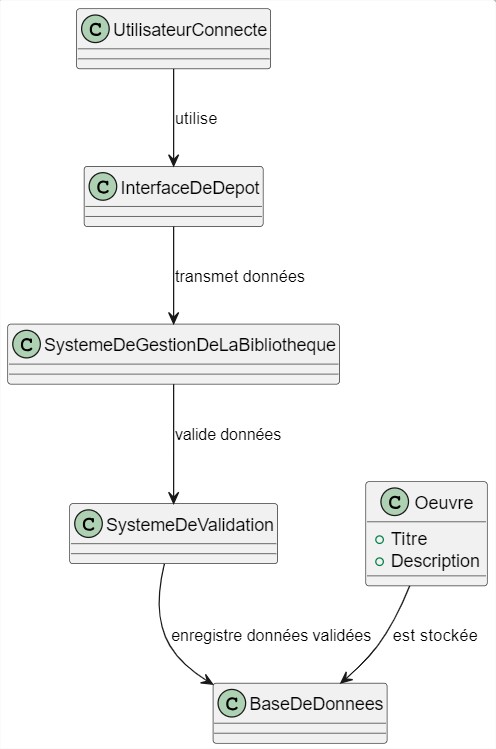 C UtilisateurConnecte
utilise
C InterfaceDeDepot
transmet données
C SystemeDeGestionDeLaBibliotheque
valide données
C SystemeDeValidation
C Oeuvre
Titre
Description
enregistre données validées
est stockée
C BaseDeDonnees